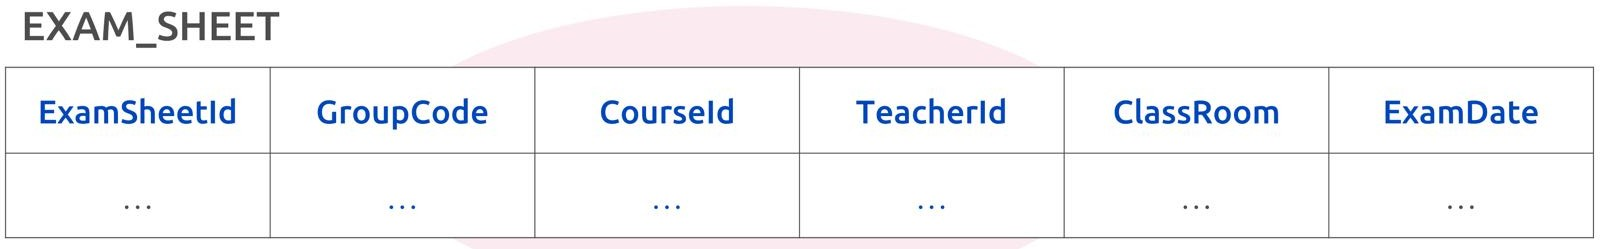 EXAM_SHEET
ExamSheetId GroupCode CourseId TeacherId ClassRoom ExamDate
... ... ... ... ... ...